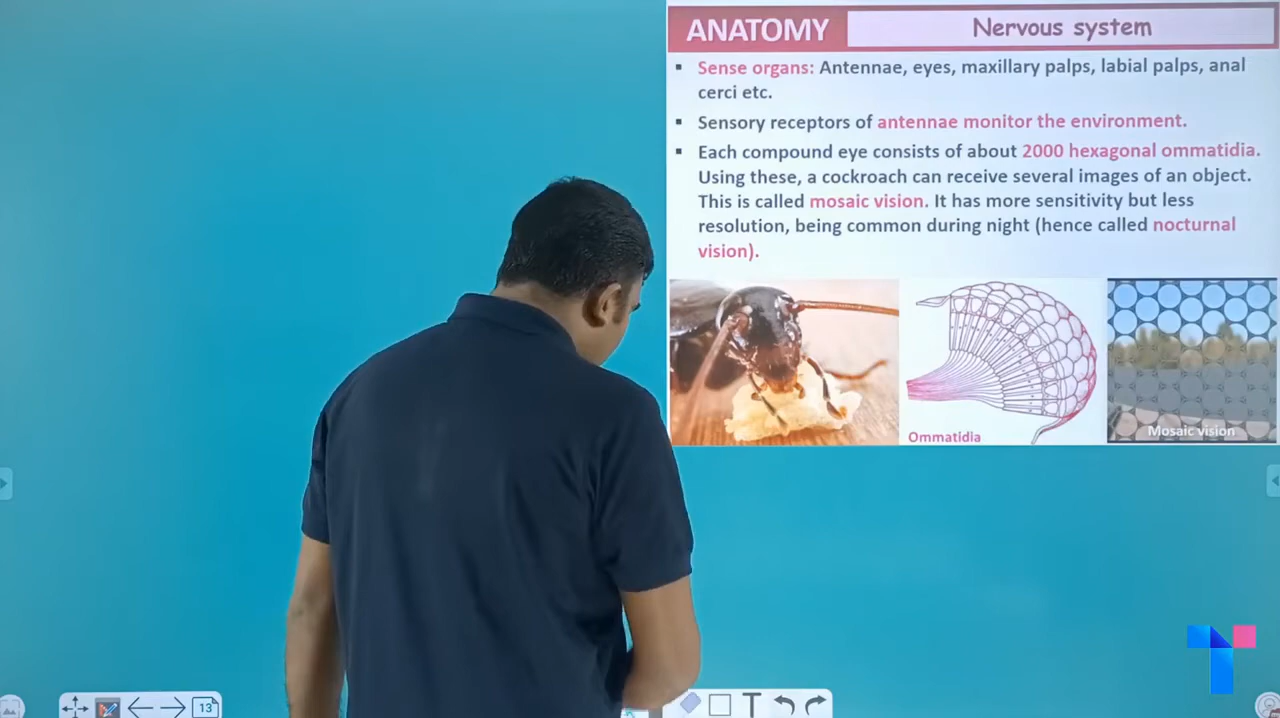 ANATOMY
Nervous system
▪ Sense organs: Antennae, eyes, maxillary palps, labial palps, anal
cerci etc.
▪ Sensory receptors of antennae monitor the environment.
▪ Each compound eye consists of about 2000 hexagonal ommatidia.
Using these, a cockroach can receive several images of an object.
This is called mosaic vision. It has more sensitivity but less
resolution, being common during night (hence called nocturnal
vision).
Ommatidia
Mosaic vision
13
T